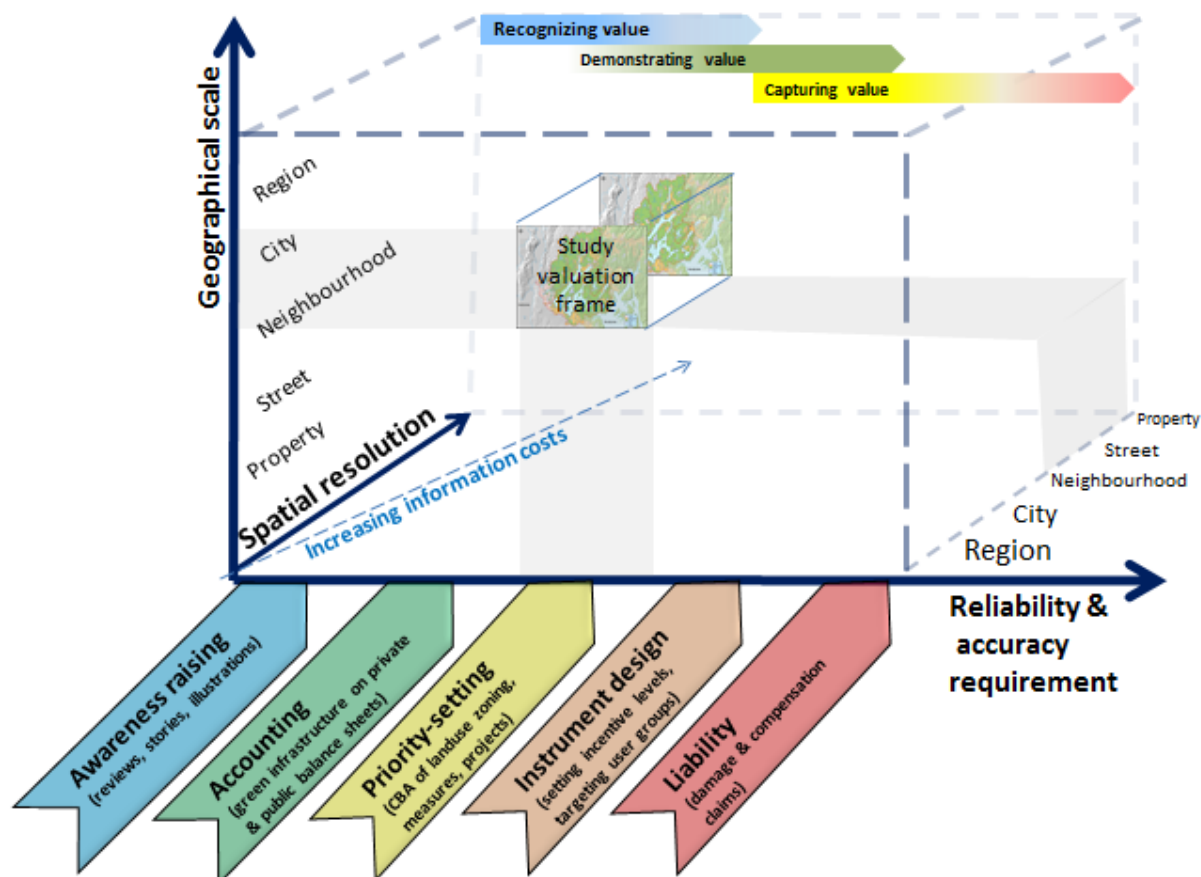 Recognizing value
Demonstrating value
Capturing value
Geographical scale
Region
City
Neighbourhood
Street
Property
Study
valuation
frame
Spatial resolution
Increasing information costs
Property
Street
Neighbourhood
City
Region
Reliability &
accuracy
requirement
Awareness raising
(reviews, stories, illustrations)
Accounting
(green infrastructure on private
& public balance sheets)
Priority-setting
(CBA of landuse zoning,
measures, projects)
Instrument design
(setting incentive levels,
targeting user groups)
Liability
(damage & compensation
claims)